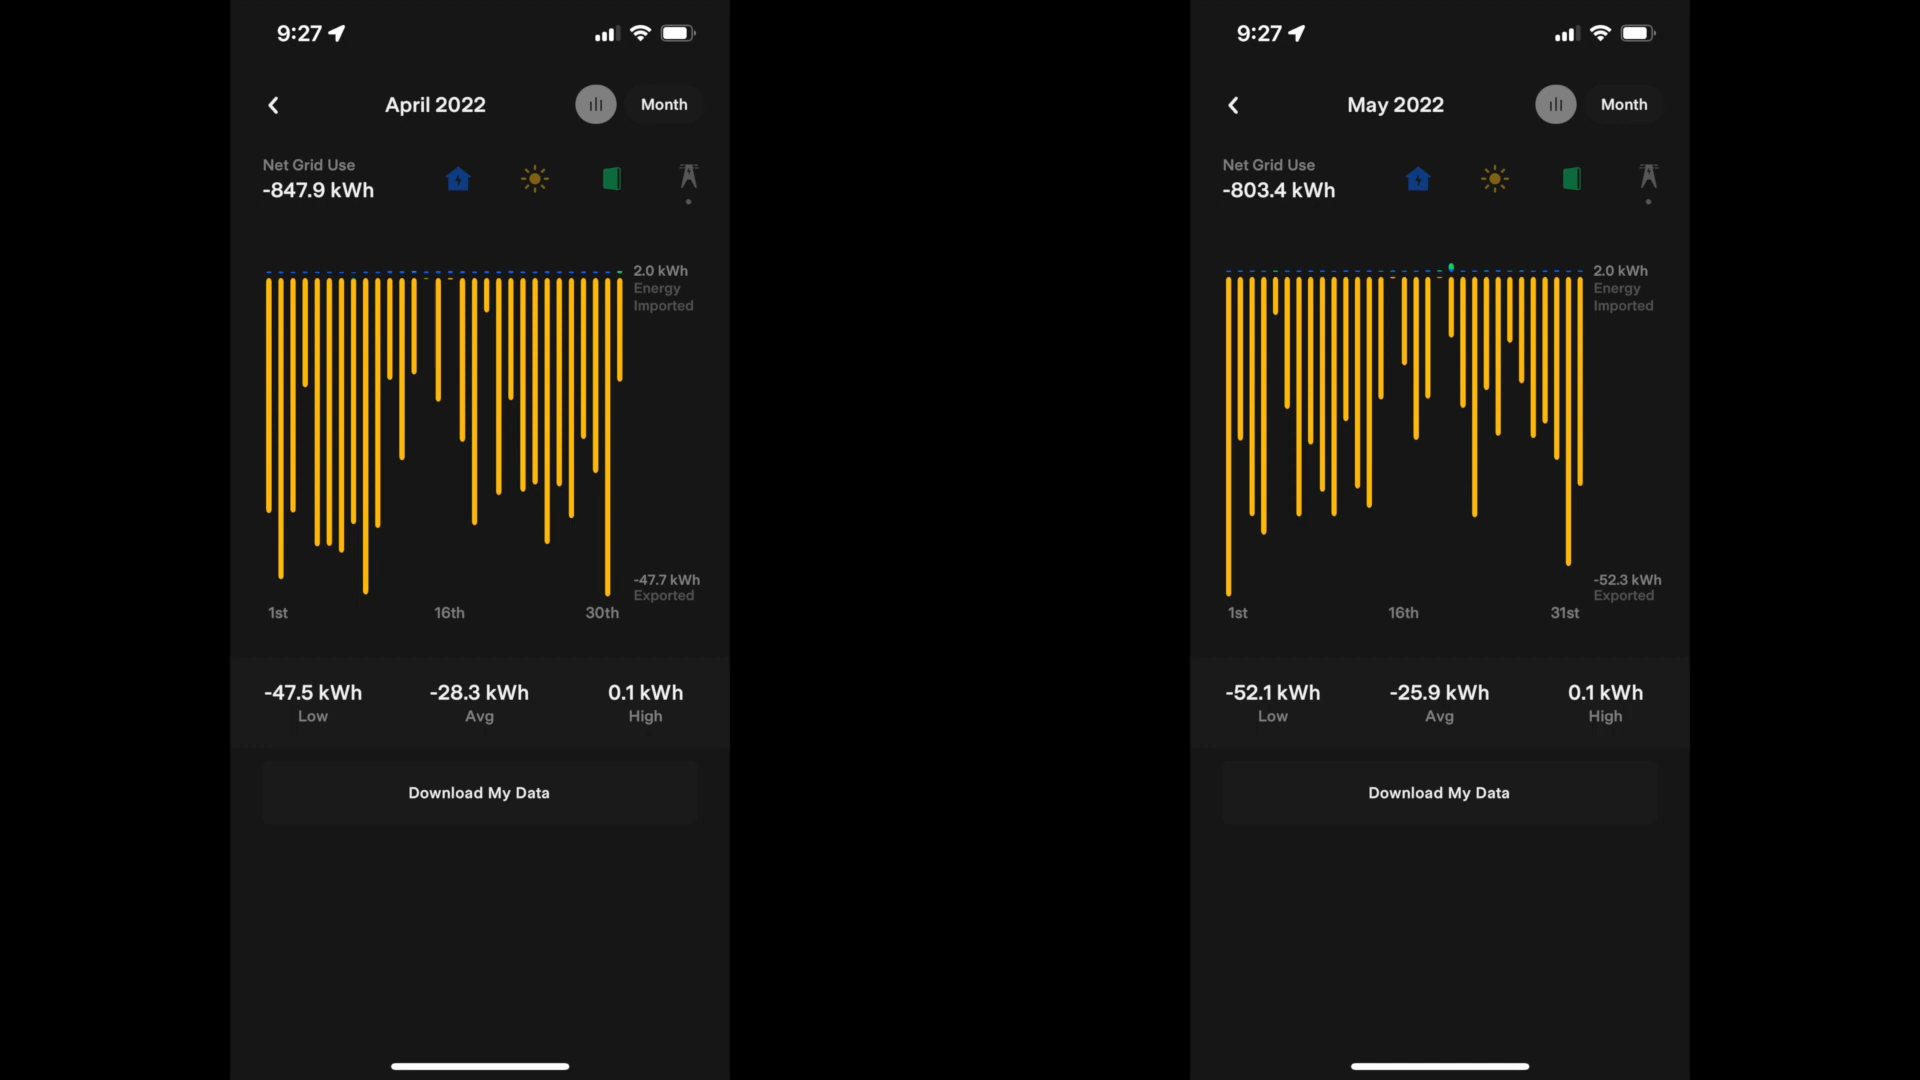 9:27
April 2022
Month
Net Grid Use
-847.9 kWh
2.0 kWh
Energy
Imported
-47.7 kWh
Exported
1st 16th 30th
-47.5 kWh -28.3 kWh 0.1 kWh
Low Avg High
Download My Data
9:27
May 2022
Month
Net Grid Use
-803.4 kWh
2.0 kWh
Energy
Imported
-52.3 kWh
Exported
1st 16th 31st
-52.1 kWh -25.9 kWh 0.1 kWh
Low Avg High
Download My Data